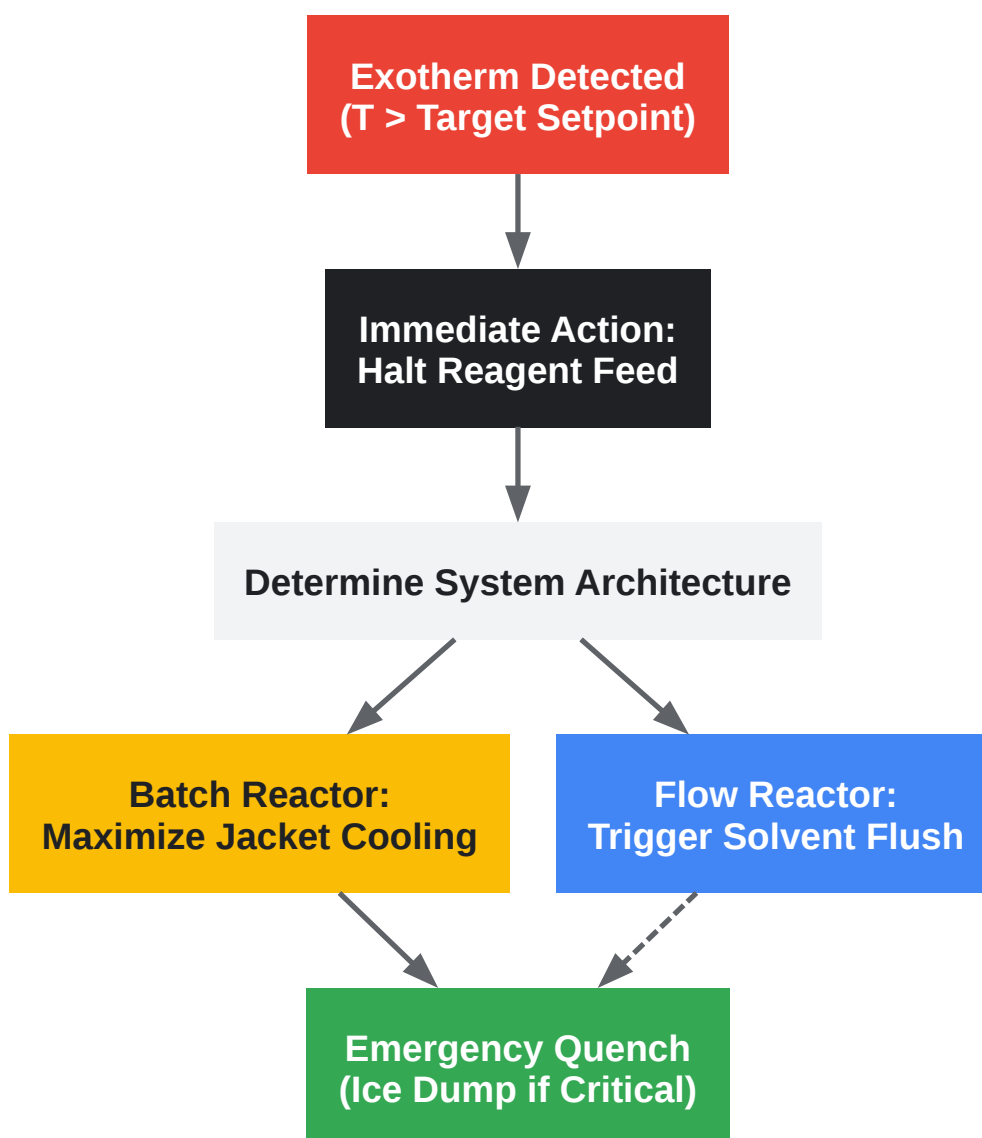 Exotherm Detected
(T > Target Setpoint)
Immediate Action:
Halt Reagent Feed
Determine System Architecture
Batch Reactor:
Maximize Jacket Cooling
Flow Reactor:
Trigger Solvent Flush
Emergency Quench
(Ice Dump if Critical)